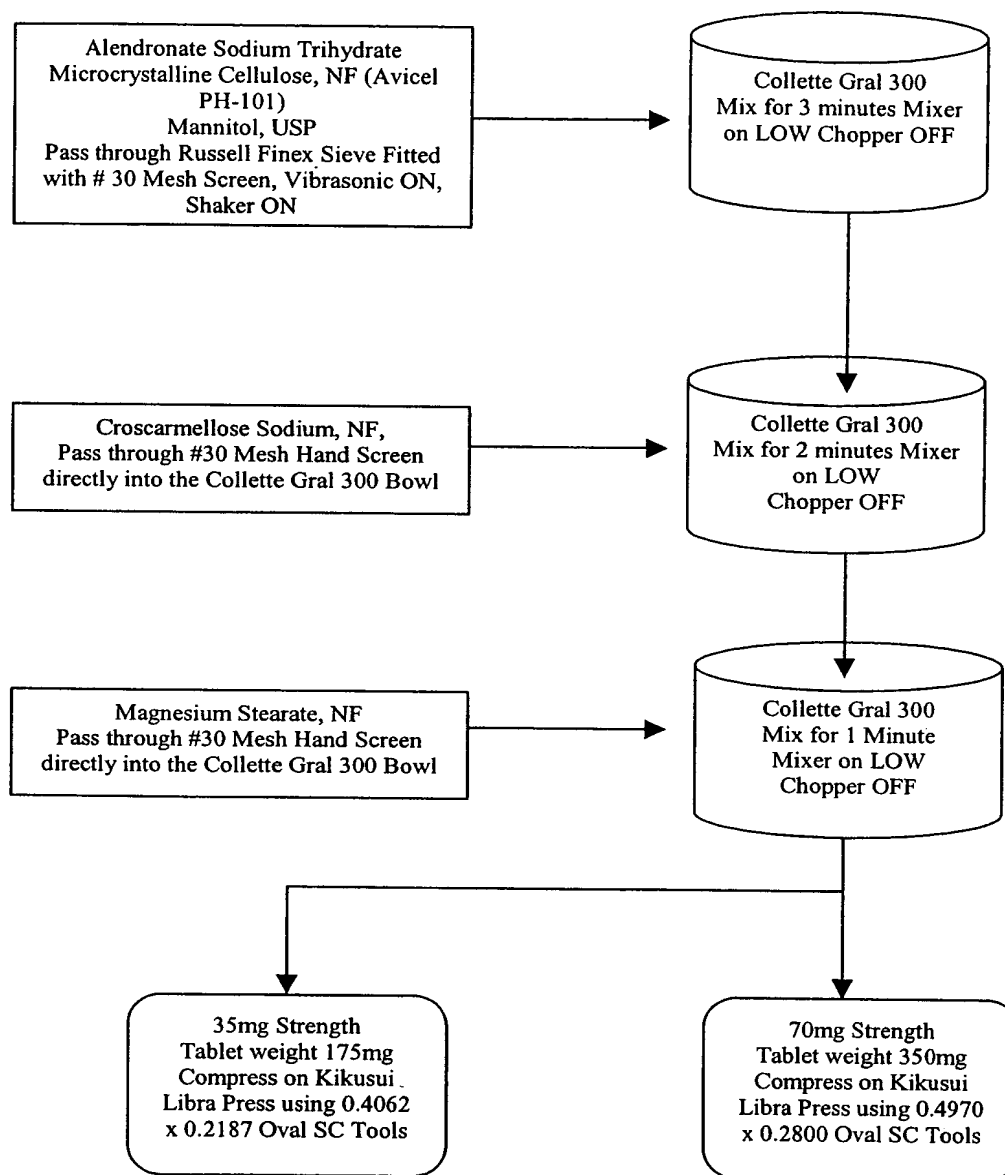 Alendronate Sodium Trihydrate
Microcrystalline Cellulose, NF (Avicel
PH-101)
Mannitol, USP
Pass through Russell Finex Sieve Fitted
with # 30 Mesh Screen, Vibrasonic ON,
Shaker ON
Collette Gral 300
Mix for 3 minutes Mixer
on LOW Chopper OFF
Croscarmellose Sodium, NF,
Pass through #30 Mesh Hand Screen
directly into the Collette Gral 300 Bowl
Collette Gral 300
Mix for 2 minutes Mixer
on LOW
Chopper OFF
Magnesium Stearate, NF
Pass through #30 Mesh Hand Screen
directly into the Collette Gral 300 Bowl
Collette Gral 300
Mix for 1 Minute
Mixer on LOW
Chopper OFF
35mg Strength
Tablet weight 175mg
Compress on Kikusui
Libra Press using 0.4062
x 0.2187 Oval SC Tools
70mg Strength
Tablet weight 350mg
Compress on Kikusui
Libra Press using 0.4970
x 0.2800 Oval SC Tools